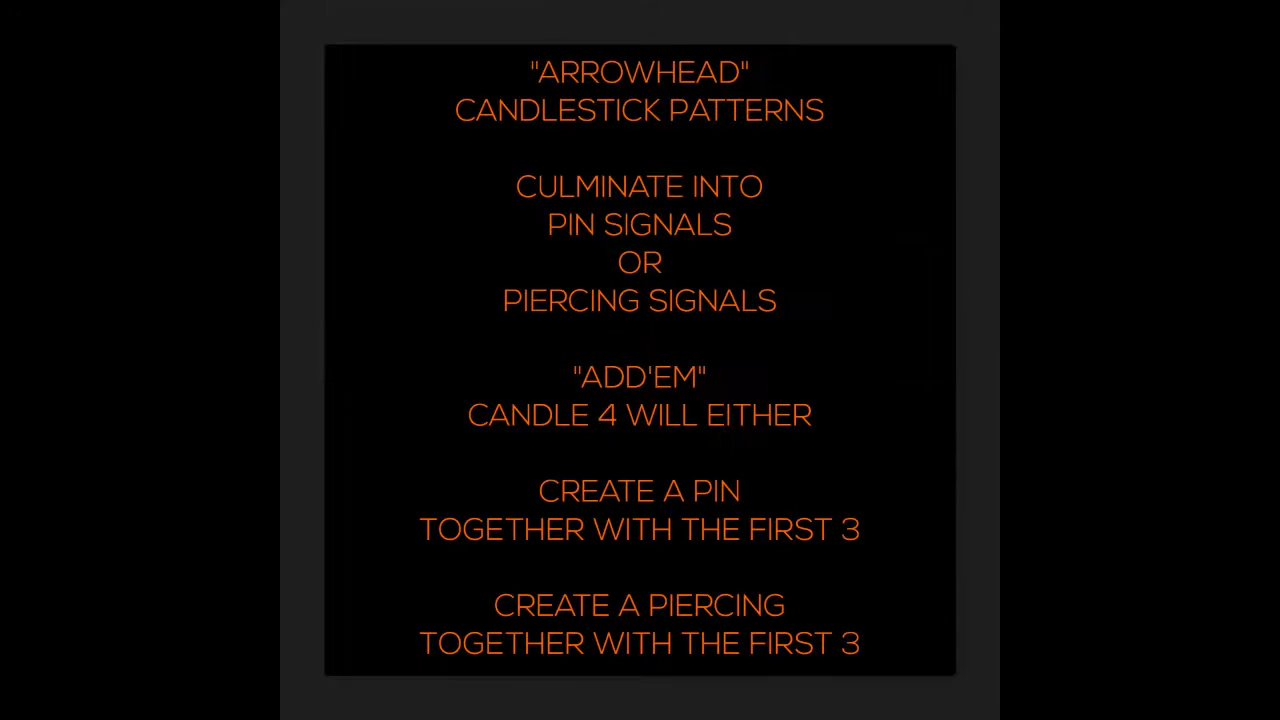 "ARROWHEAD"
CANDLESTICK PATTERNS
CULMINATE INTO
PIN SIGNALS
OR
PIERCING SIGNALS
"ADD'EM"
CANDLE 4 WILL EITHER
CREATE A PIN
TOGETHER WITH THE FIRST 3
CREATE A PIERCING
TOGETHER WITH THE FIRST 3